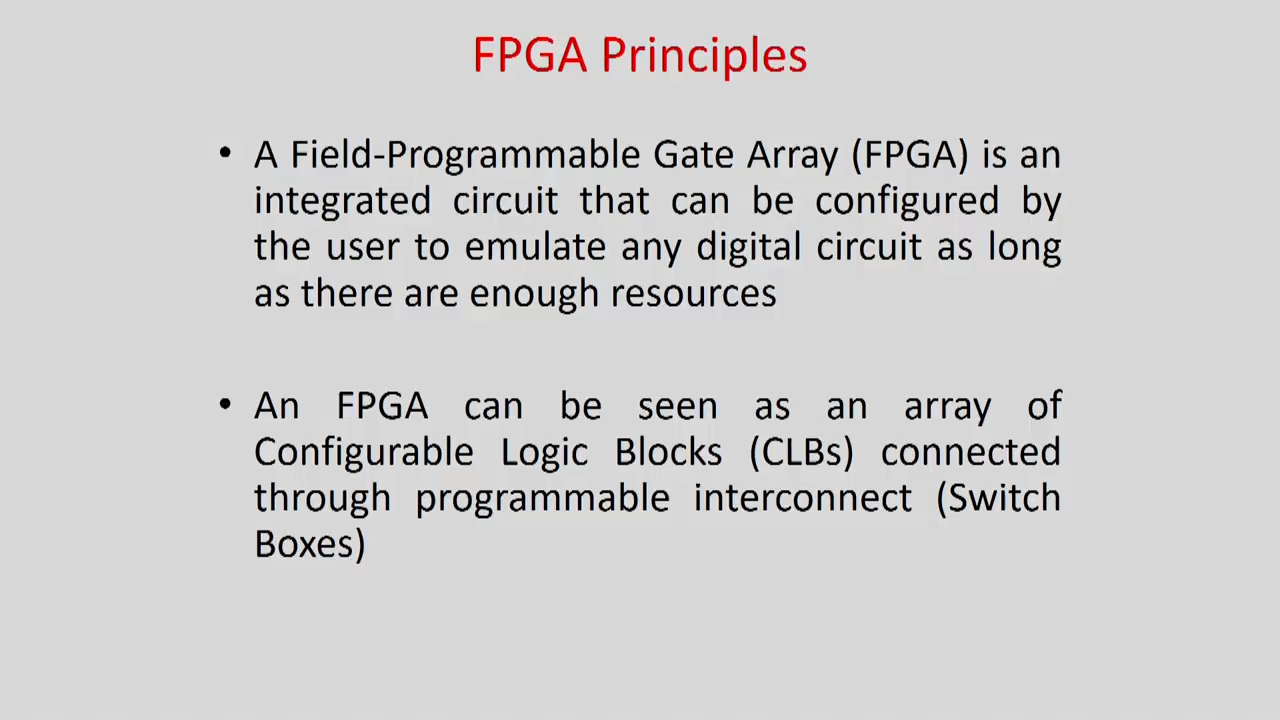 FPGA Principles
• A Field-Programmable Gate Array (FPGA) is an
integrated circuit that can be configured by
the user to emulate any digital circuit as long
as there are enough resources
• An FPGA can be seen as an array of
Configurable Logic Blocks (CLBs) connected
through programmable interconnect (Switch
Boxes)